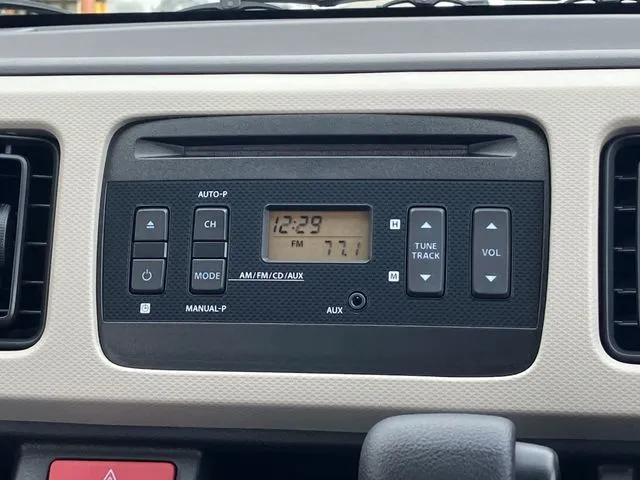 AUTO-P
CH
12:29
FM 77.1
H
TUNE
TRACK
VOL
MODE
AM/FM/CD/AUX
M
MANUAL-P
AUX